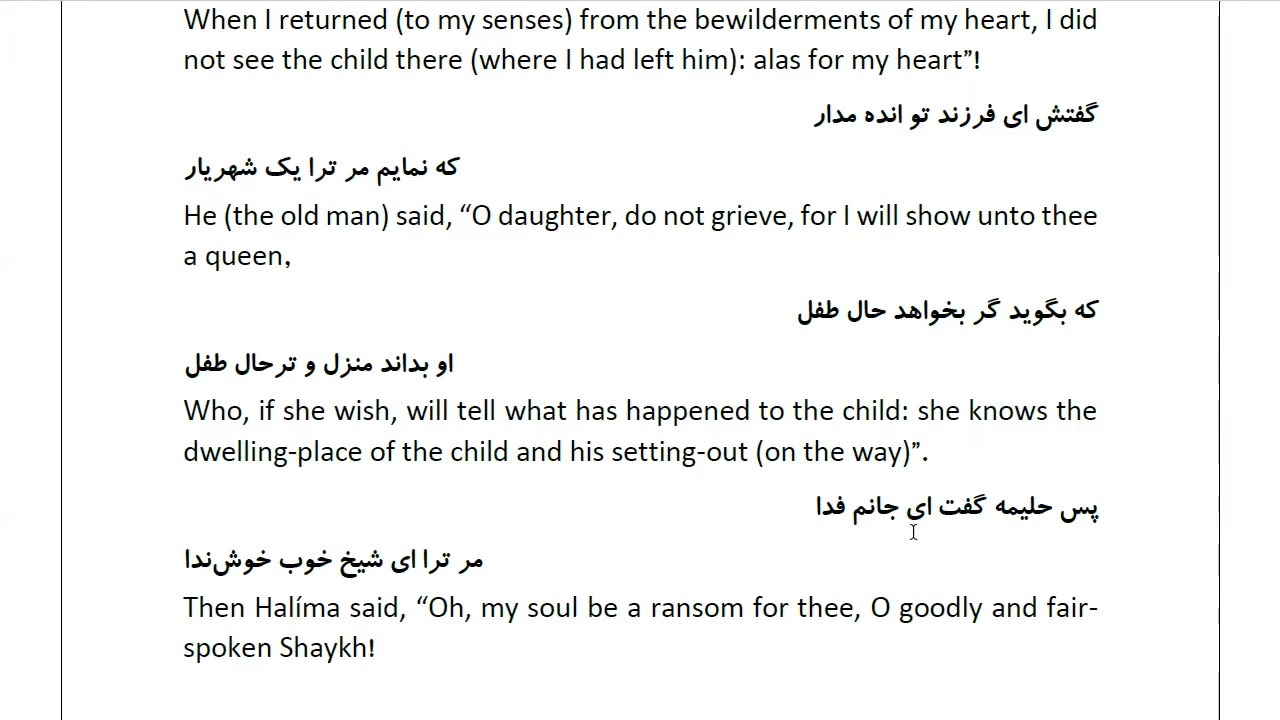 When I returned (to my senses) from the bewilderments of my heart, I did
not see the child there (where I had left him): alas for my heart”!
گفتش ای فرزند تو انده مدار
که نمایم مر ترا یک شهریار
He (the old man) said, “O daughter, do not grieve, for I will show unto thee
a queen,
که بگوید گر بخواهد حال طفل
او بداند منزل و ترحال طفل
Who, if she wish, will tell what has happened to the child: she knows the
dwelling-place of the child and his setting-out (on the way)”.
پس حلیمه گفت ای جانم فدا
مر ترا ای شیخ خوب خوش‌ندا
Then Halíma said, “Oh, my soul be a ransom for thee, O goodly and fair-
spoken Shaykh!